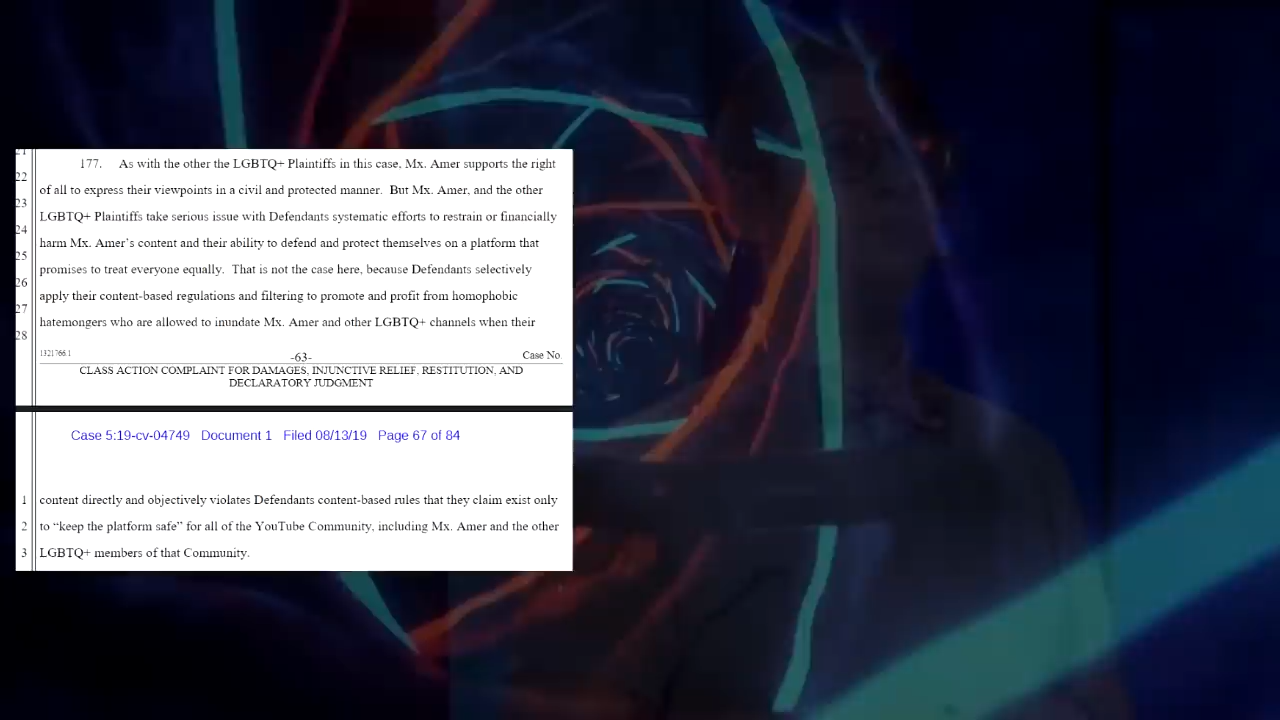 21
22
23
24
25
26
27
28
177. As with the other the LGBTQ+ Plaintiffs in this case, Mx. Amer supports the right
of all to express their viewpoints in a civil and protected manner. But Mx. Amer, and the other
LGBTQ+ Plaintiffs take serious issue with Defendants systematic efforts to restrain or financially
harm Mx. Amer’s content and their ability to defend and protect themselves on a platform that
promises to treat everyone equally. That is not the case here, because Defendants selectively
apply their content-based regulations and filtering to promote and profit from homophobic
hatemongers who are allowed to inundate Mx. Amer and other LGBTQ+ channels when their
1321766.1 -63- Case No.
CLASS ACTION COMPLAINT FOR DAMAGES, INJUNCTIVE RELIEF, RESTITUTION, AND
DECLARATORY JUDGMENT
Case 5:19-cv-04749 Document 1 Filed 08/13/19 Page 67 of 84
1 content directly and objectively violates Defendants content-based rules that they claim exist only
2 to “keep the platform safe” for all of the YouTube Community, including Mx. Amer and the other
3 LGBTQ+ members of that Community.